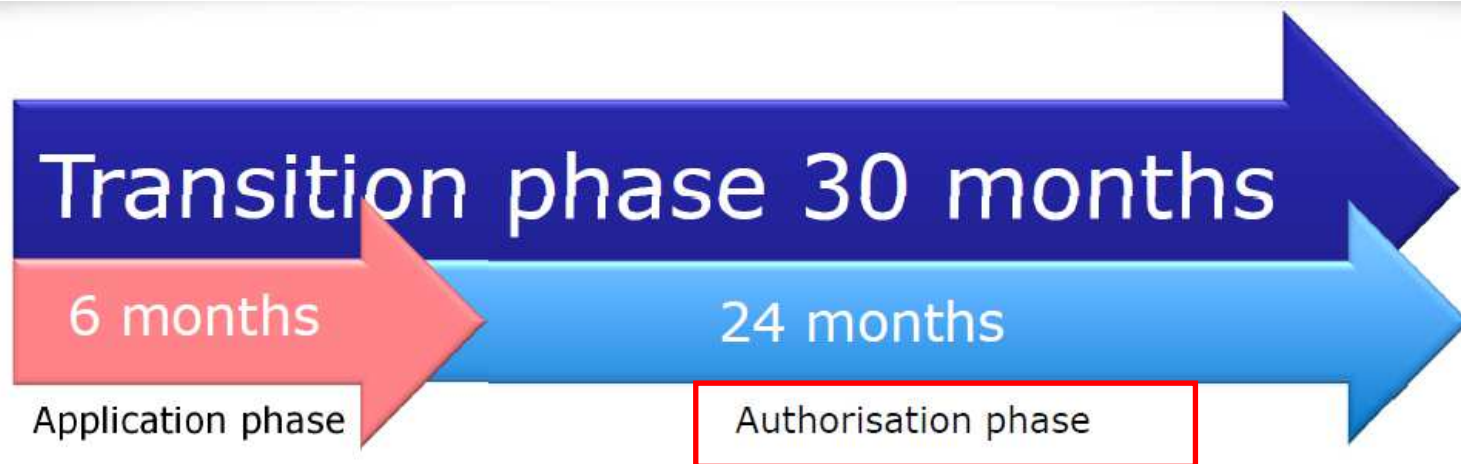 Transition phase 30 months
6 months
24 months
Application phase
Authorisation phase